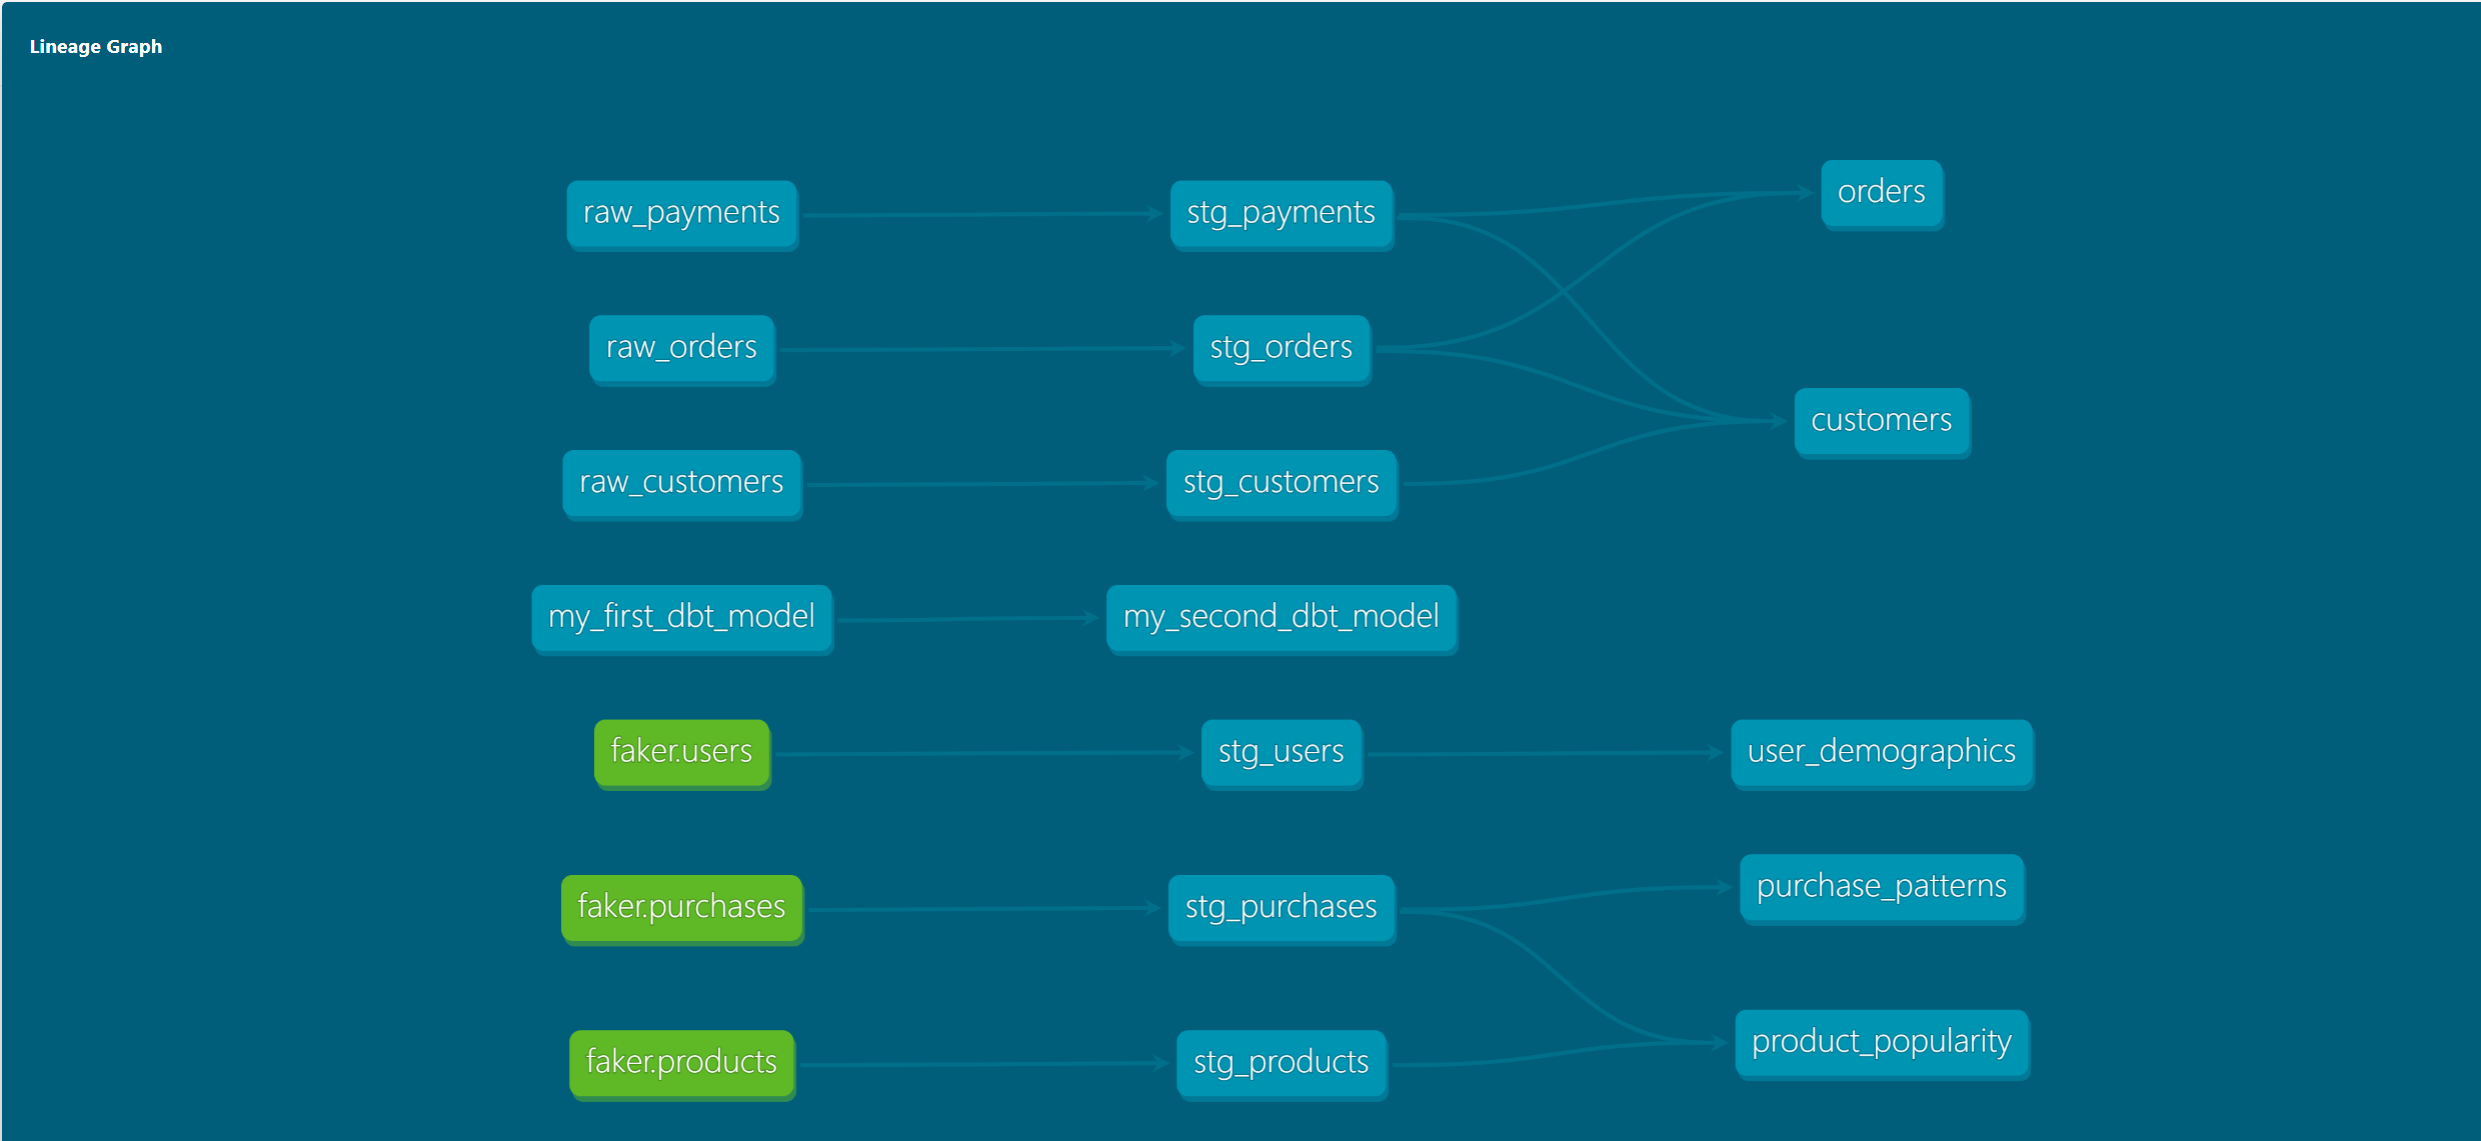 Lineage Graph
raw_payments
stg_payments
orders
raw_orders
stg_orders
customers
raw_customers
stg_customers
my_first_dbt_model
my_second_dbt_model
faker.users
stg_users
user_demographics
faker.purchases
stg_purchases
purchase_patterns
faker.products
stg_products
product_popularity